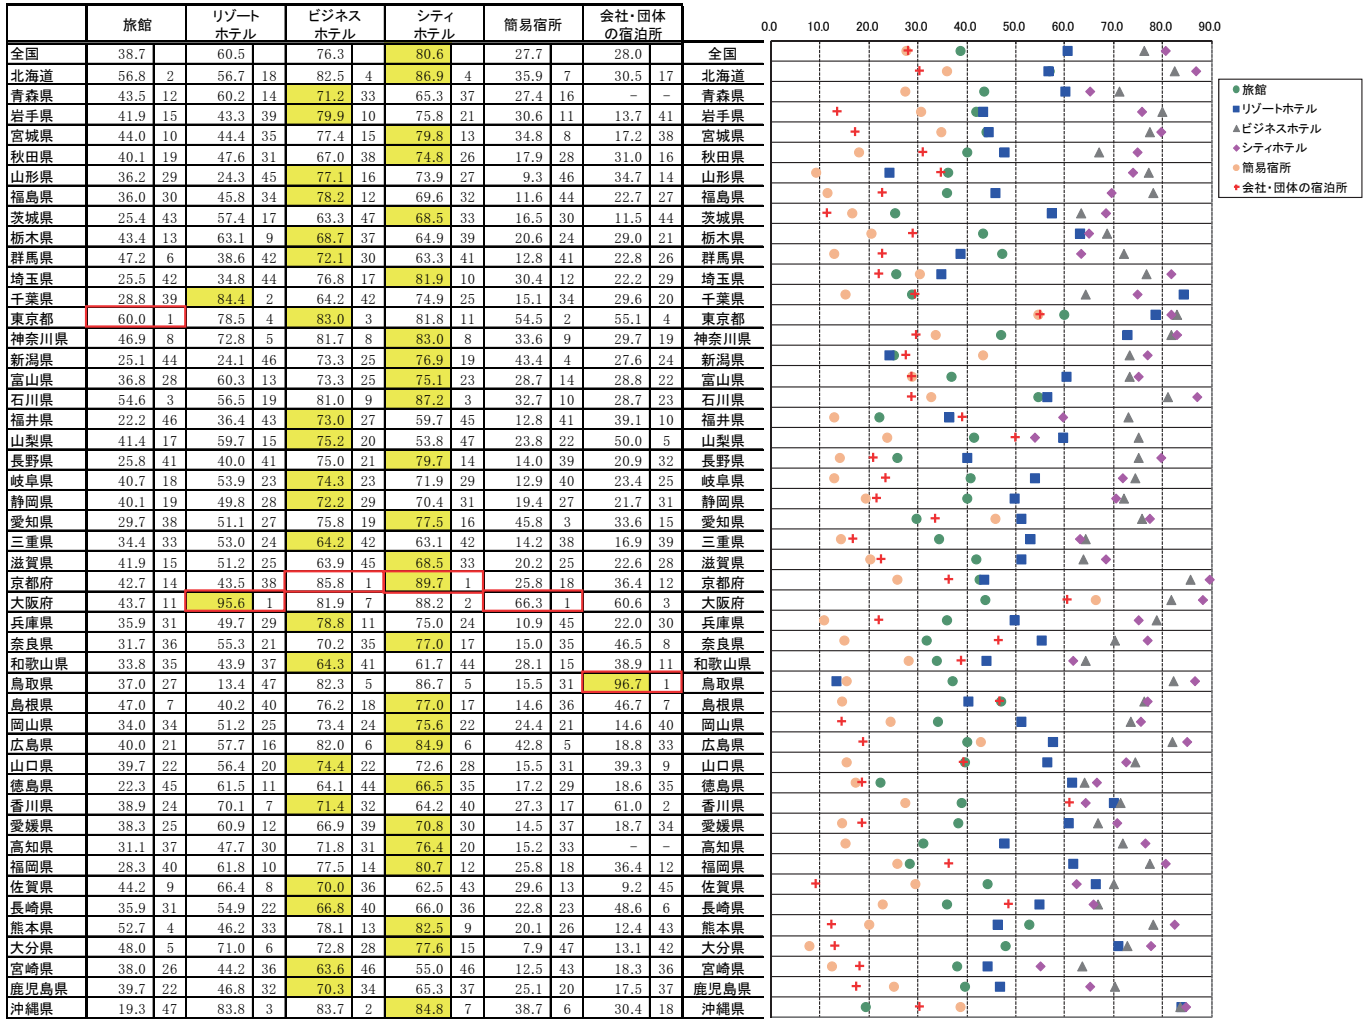 旅館 リゾートホテル ビジネスホテル シティホテル 簡易宿所 会社・団体の宿泊所
全国 38.7 60.5 76.3 80.6 27.7 28.0 全国
北海道 56.8 2 56.7 18 82.5 4 86.9 4 35.9 7 30.5 17 北海道
青森県 43.5 12 60.2 14 71.2 33 65.3 37 27.4 16 － － 青森県
岩手県 41.9 15 43.3 39 79.9 10 75.8 21 30.6 11 13.7 41 岩手県
宮城県 44.0 10 44.4 35 77.4 15 79.8 13 34.8 8 17.2 38 宮城県
秋田県 40.1 19 47.6 31 67.0 38 74.8 26 17.9 28 31.0 16 秋田県
山形県 36.2 29 24.3 45 77.1 16 73.9 27 9.3 46 34.7 14 山形県
福島県 36.0 30 45.8 34 78.2 12 69.6 32 11.6 44 22.7 27 福島県
茨城県 25.4 43 57.4 17 63.3 47 68.5 33 16.5 30 11.5 44 茨城県
栃木県 43.4 13 63.1 9 68.7 37 64.9 39 20.6 24 29.0 21 栃木県
群馬県 47.2 6 38.6 42 72.1 30 63.3 41 12.8 41 22.8 26 群馬県
埼玉県 25.5 42 34.8 44 76.8 17 81.9 10 30.4 12 22.2 29 埼玉県
千葉県 28.8 39 84.4 2 64.2 42 74.9 25 15.1 34 29.6 20 千葉県
東京都 60.0 1 78.5 4 83.0 3 81.8 11 54.5 2 55.1 4 東京都
神奈川県 46.9 8 72.8 5 81.7 8 83.0 8 33.6 9 29.7 19 神奈川県
新潟県 25.1 44 24.1 46 73.3 25 76.9 19 43.4 4 27.6 24 新潟県
富山県 36.8 28 60.3 13 73.3 25 75.1 23 28.7 14 28.8 22 富山県
石川県 54.6 3 56.5 19 81.0 9 87.2 3 32.7 10 28.7 23 石川県
福井県 22.2 46 36.4 43 73.0 27 59.7 45 12.8 41 39.1 10 福井県
山梨県 41.4 17 59.7 15 75.2 20 53.8 47 23.8 22 50.0 5 山梨県
長野県 25.8 41 40.0 41 75.0 21 79.7 14 14.0 39 20.9 32 長野県
岐阜県 40.7 18 53.9 23 74.3 23 71.9 29 12.9 40 23.4 25 岐阜県
静岡県 40.1 19 49.8 28 72.2 29 70.4 31 19.4 27 21.7 31 静岡県
愛知県 29.7 38 51.1 27 75.8 19 77.5 16 45.8 3 33.6 15 愛知県
三重県 34.4 33 53.0 24 64.2 42 63.1 42 14.2 38 16.9 39 三重県
滋賀県 41.9 15 51.2 25 63.9 45 68.5 33 20.2 25 22.6 28 滋賀県
京都府 42.7 14 43.5 38 85.8 1 89.7 1 25.8 18 36.4 12 京都府
大阪府 43.7 11 95.6 1 81.9 7 88.2 2 66.3 1 60.6 3 大阪府
兵庫県 35.9 31 49.7 29 78.8 11 75.0 24 10.9 45 22.0 30 兵庫県
奈良県 31.7 36 55.3 21 70.2 35 77.0 17 15.0 35 46.5 8 奈良県
和歌山県 33.8 35 43.9 37 64.3 41 61.7 44 28.1 15 38.9 11 和歌山県
鳥取県 37.0 27 13.4 47 82.3 5 86.7 5 15.5 31 96.7 1 鳥取県
島根県 47.0 7 40.2 40 76.2 18 77.0 17 14.6 36 46.7 7 島根県
岡山県 34.0 34 51.2 25 73.4 24 75.6 22 24.4 21 14.6 40 岡山県
広島県 40.0 21 57.7 16 82.0 6 84.9 6 42.8 5 18.8 33 広島県
山口県 39.7 22 56.4 20 74.4 22 72.6 28 15.5 31 39.3 9 山口県
徳島県 22.3 45 61.5 11 64.1 44 66.5 35 17.2 29 18.6 35 徳島県
香川県 38.9 24 70.1 7 71.4 32 64.2 40 27.3 17 61.0 2 香川県
愛媛県 38.3 25 60.9 12 66.9 39 70.8 30 14.5 37 18.7 34 愛媛県
高知県 31.1 37 47.7 30 71.8 31 76.4 20 15.2 33 － － 高知県
福岡県 28.3 40 61.8 10 77.5 14 80.7 12 25.8 18 36.4 12 福岡県
佐賀県 44.2 9 66.4 8 70.0 36 62.5 43 29.6 13 9.2 45 佐賀県
長崎県 35.9 31 54.9 22 66.8 40 66.0 36 22.8 23 48.6 6 長崎県
熊本県 52.7 4 46.2 33 78.1 13 82.5 9 20.1 26 12.4 43 熊本県
大分県 48.0 5 71.0 6 72.8 28 77.6 15 7.9 47 13.1 42 大分県
宮崎県 38.0 26 44.2 36 63.6 46 55.0 46 12.5 43 18.3 36 宮崎県
鹿児島県 39.7 22 46.8 32 70.3 34 65.3 37 25.1 20 17.5 37 鹿児島県
沖縄県 19.3 47 83.8 3 83.7 2 84.8 7 38.7 6 30.4 18 沖縄県
0.0 10.0 20.0 30.0 40.0 50.0 60.0 70.0 80.0 90.0
旅館
リゾートホテル
ビジネスホテル
シティホテル
簡易宿所
会社・団体の宿泊所